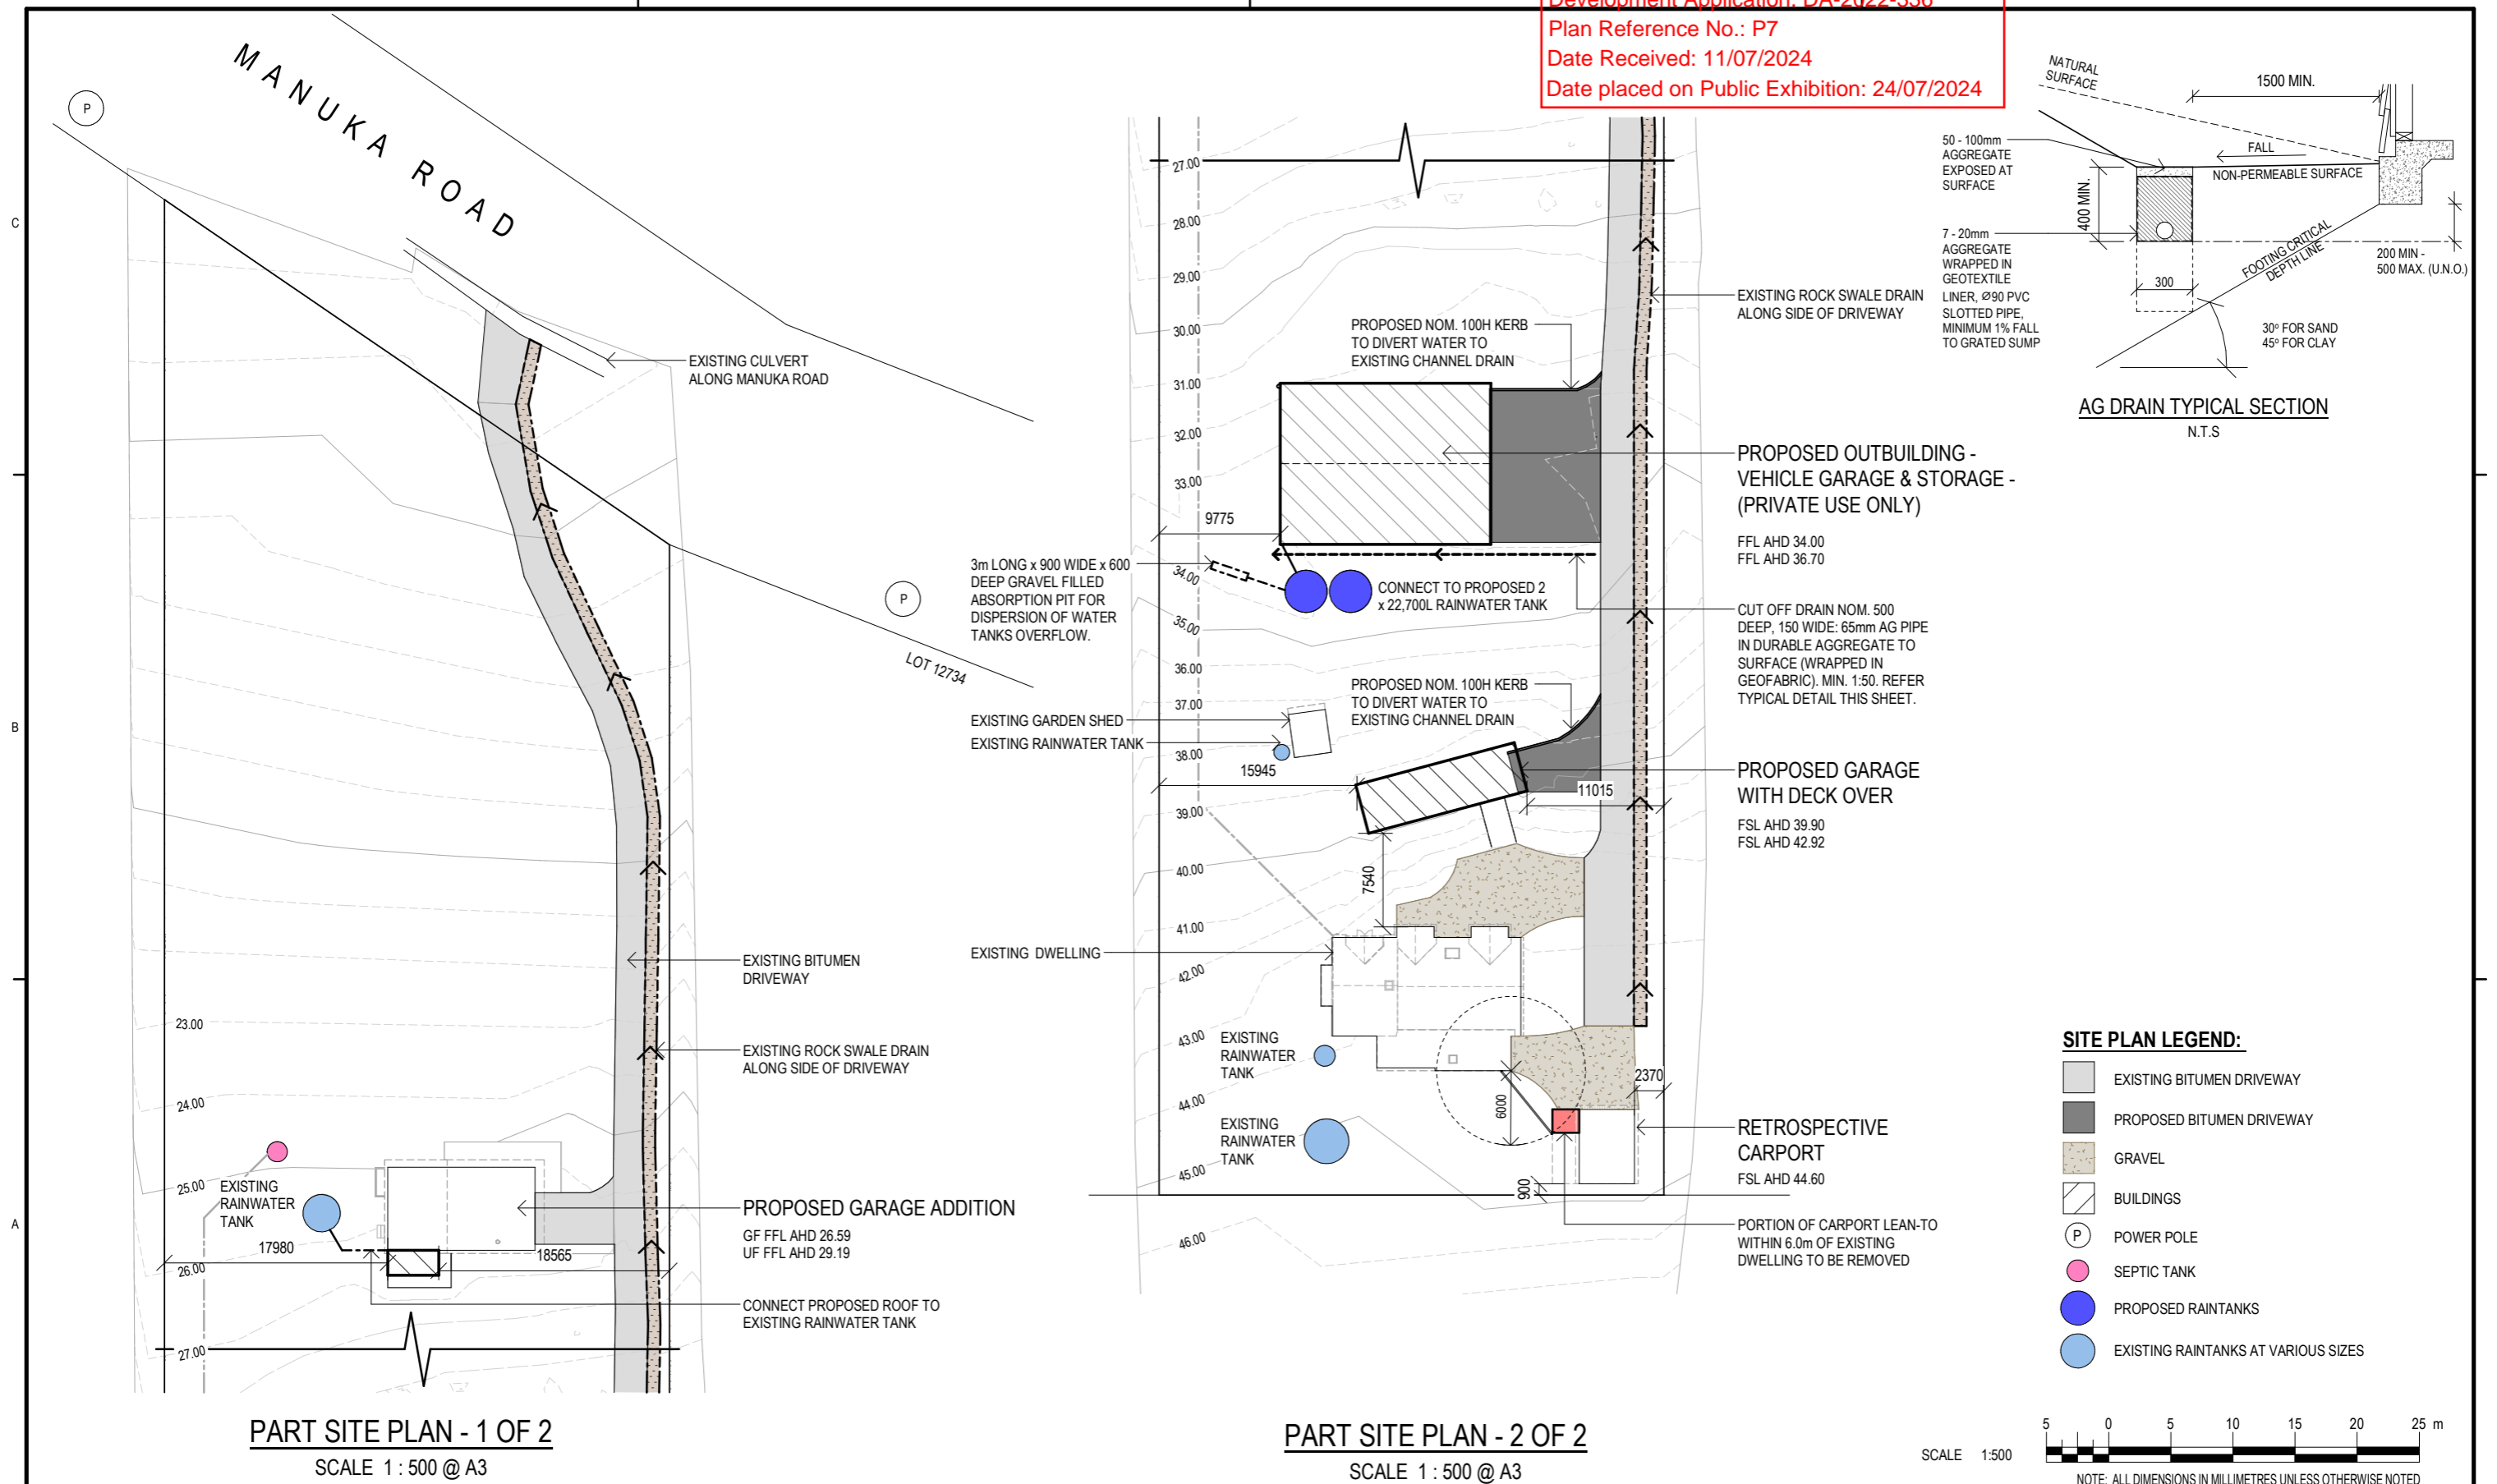 Development Application: DA-2022-336
Plan Reference No.: P7
Date Received: 11/07/2024
Date placed on Public Exhibition: 24/07/2024
C
B
A
MANUKA ROAD
P
EXISTING CULVERT
ALONG MANUKA ROAD
P
LOT 12734
EXISTING BITUMEN
DRIVEWAY
EXISTING ROCK SWALE DRAIN
ALONG SIDE OF DRIVEWAY
23.00
24.00
25.00
26.00
27.00
EXISTING
RAINWATER
TANK
17980
18565
PROPOSED GARAGE ADDITION
GF FFL AHD 26.59
UF FFL AHD 29.19
CONNECT PROPOSED ROOF TO
EXISTING RAINWATER TANK
PART SITE PLAN - 1 OF 2
SCALE 1 : 500 @ A3
27.00
28.00
29.00
30.00
31.00
32.00
33.00
34.00
35.00
36.00
37.00
38.00
39.00
40.00
41.00
42.00
43.00
44.00
45.00
46.00
PROPOSED NOM. 100H KERB
TO DIVERT WATER TO
EXISTING CHANNEL DRAIN
9775
3m LONG x 900 WIDE x 600
DEEP GRAVEL FILLED
ABSORPTION PIT FOR
DISPERSION OF WATER
TANKS OVERFLOW.
CONNECT TO PROPOSED 2
x 22,700L RAINWATER TANK
PROPOSED NOM. 100H KERB
TO DIVERT WATER TO
EXISTING CHANNEL DRAIN
EXISTING GARDEN SHED
EXISTING RAINWATER TANK
15945
11015
7540
EXISTING DWELLING
EXISTING
RAINWATER
TANK
EXISTING
RAINWATER
TANK
6000
2370
900
EXISTING ROCK SWALE DRAIN
ALONG SIDE OF DRIVEWAY
PROPOSED OUTBUILDING -
VEHICLE GARAGE & STORAGE -
(PRIVATE USE ONLY)
FFL AHD 34.00
FFL AHD 36.70
CUT OFF DRAIN NOM. 500
DEEP, 150 WIDE: 65mm AG PIPE
IN DURABLE AGGREGATE TO
SURFACE (WRAPPED IN
GEOFABRIC). MIN. 1:50. REFER
TYPICAL DETAIL THIS SHEET.
PROPOSED GARAGE
WITH DECK OVER
FSL AHD 39.90
FSL AHD 42.92
RETROSPECTIVE
CARPORT
FSL AHD 44.60
PORTION OF CARPORT LEAN-TO
WITHIN 6.0m OF EXISTING
DWELLING TO BE REMOVED
PART SITE PLAN - 2 OF 2
SCALE 1 : 500 @ A3
NATURAL
SURFACE
1500 MIN.
50 - 100mm
AGGREGATE
EXPOSED AT
SURFACE
FALL
NON-PERMEABLE SURFACE
400 MIN.
7 - 20mm
AGGREGATE
WRAPPED IN
GEOTEXTILE
LINER, Ø90 PVC
SLOTTED PIPE,
MINIMUM 1% FALL
TO GRATED SUMP
300
FOOTING CRITICAL
DEPTH LINE
200 MIN -
500 MAX. (U.N.O.)
30º FOR SAND
45º FOR CLAY
AG DRAIN TYPICAL SECTION
N.T.S
SITE PLAN LEGEND:
EXISTING BITUMEN DRIVEWAY
PROPOSED BITUMEN DRIVEWAY
GRAVEL
BUILDINGS
P POWER POLE
SEPTIC TANK
PROPOSED RAINTANKS
EXISTING RAINTANKS AT VARIOUS SIZES
5 0 5 10 15 20 25 m
SCALE 1:500
NOTE: ALL DIMENSIONS IN MILLIMETRES UNLESS OTHERWISE NOTED